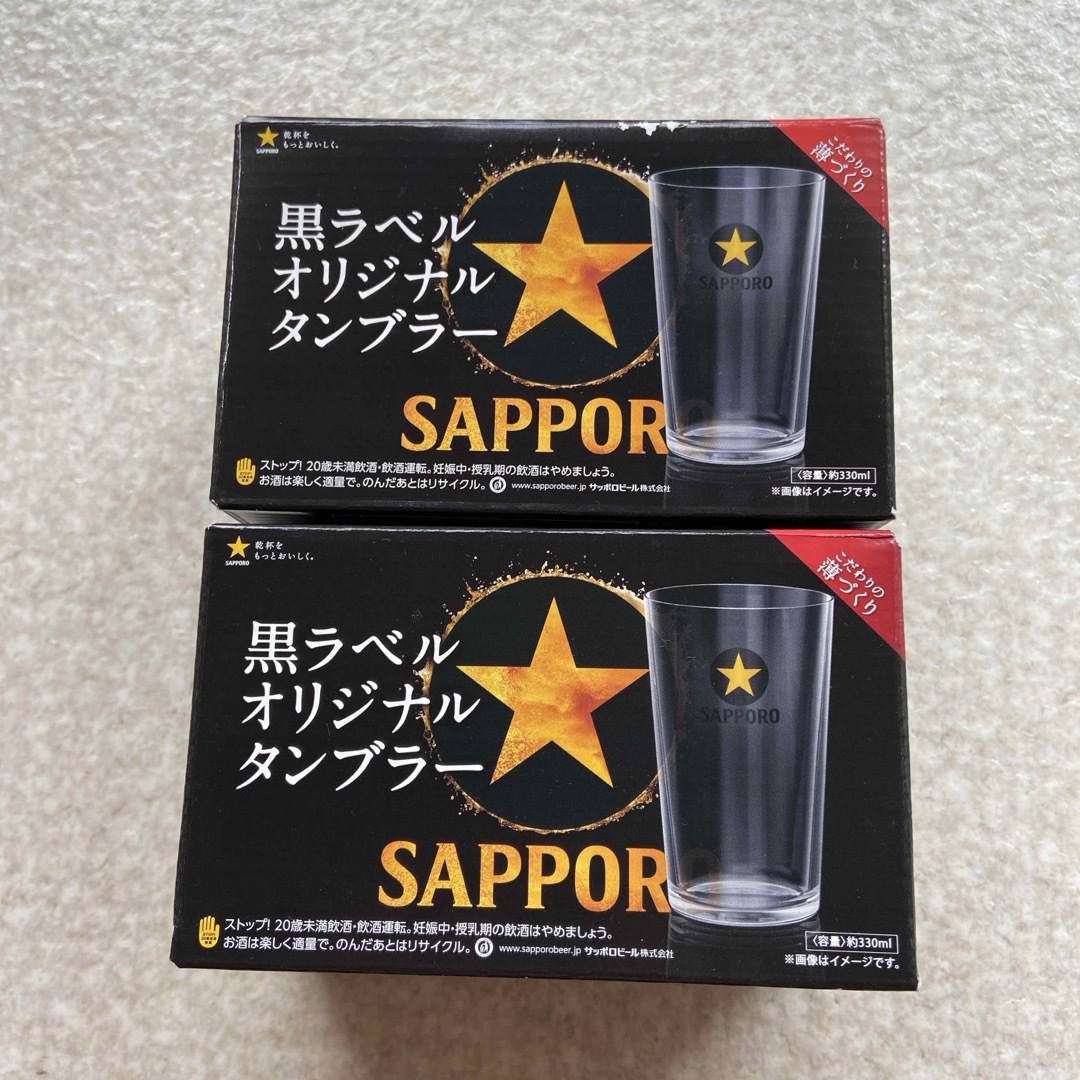 SAPPORO
乾杯を
もっとおいしく。
こだわりの
薄づくり
黒ラベル
オリジナル
タンブラー
SAPPORO
SAPPORO
ストップ! 20歳未満飲酒・飲酒運転。妊娠中・授乳期の飲酒はやめましょう。
お酒は楽しく適量で。のんだあとはリサイクル。 www.sapporobeer.jp サッポロビール株式会社
〈容量〉約330ml
※画像はイメージです。
SAPPORO
乾杯を
もっとおいしく。
こだわりの
薄づくり
黒ラベル
オリジナル
タンブラー
SAPPORO
SAPPORO
ストップ! 20歳未満飲酒・飲酒運転。妊娠中・授乳期の飲酒はやめましょう。
お酒は楽しく適量で。のんだあとはリサイクル。 www.sapporobeer.jp サッポロビール株式会社
〈容量〉約330ml
※画像はイメージです。